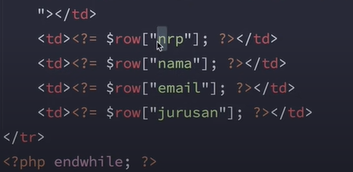 "></td>
<td><?= $row["nrp"]; ?></td>
<td><?= $row["nama"]; ?></td>
<td><?= $row["email"]; ?></td>
<td><?= $row["jurusan"]; ?></td>
</tr>
<?php endwhile; ?>